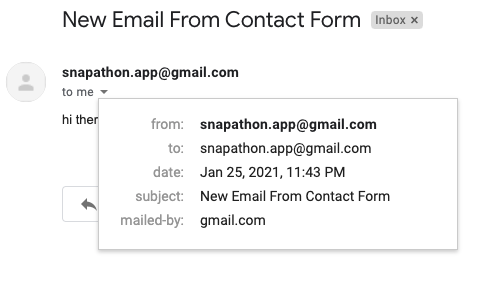 New Email From Contact Form Inbox ×
snapathon.app@gmail.com
to me
hi ther
from: snapathon.app@gmail.com
to: snapathon.app@gmail.com
date: Jan 25, 2021, 11:43 PM
subject: New Email From Contact Form
mailed-by: gmail.com